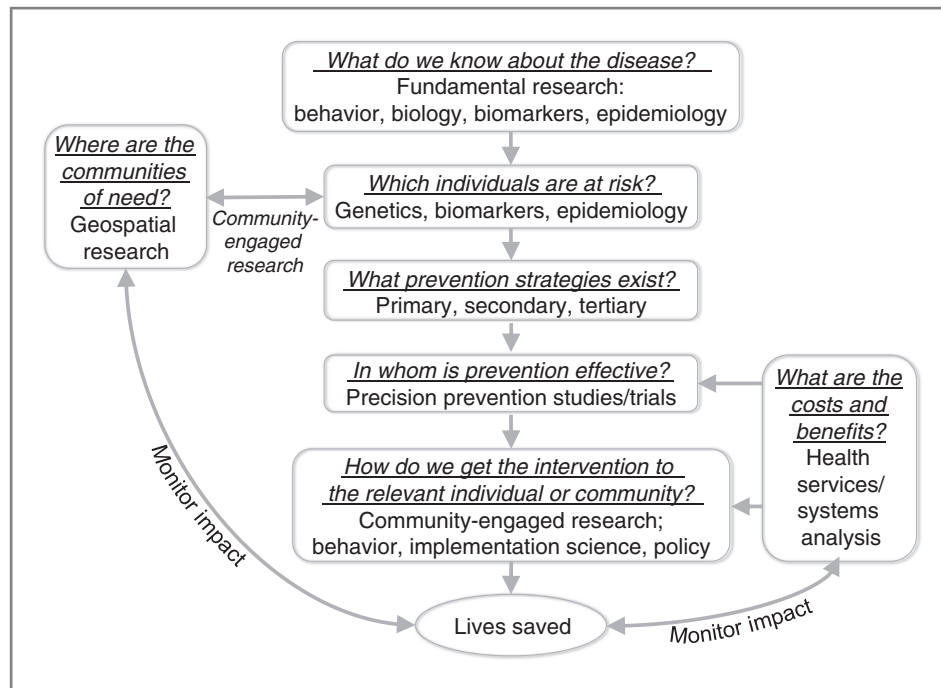 What do we know about the disease?
Fundamental research:
behavior, biology, biomarkers, epidemiology
Where are the
communities
of need?
Geospatial
research
Community-
engaged
research
Which individuals are at risk?
Genetics, biomarkers, epidemiology
What prevention strategies exist?
Primary, secondary, tertiary
In whom is prevention effective?
Precision prevention studies/trials
What are the
costs and
benefits?
Health
services/
systems
analysis
How do we get the intervention to
the relevant individual or community?
Community-engaged research;
behavior, implementation science, policy
Monitor impact
Lives saved
Monitor impact